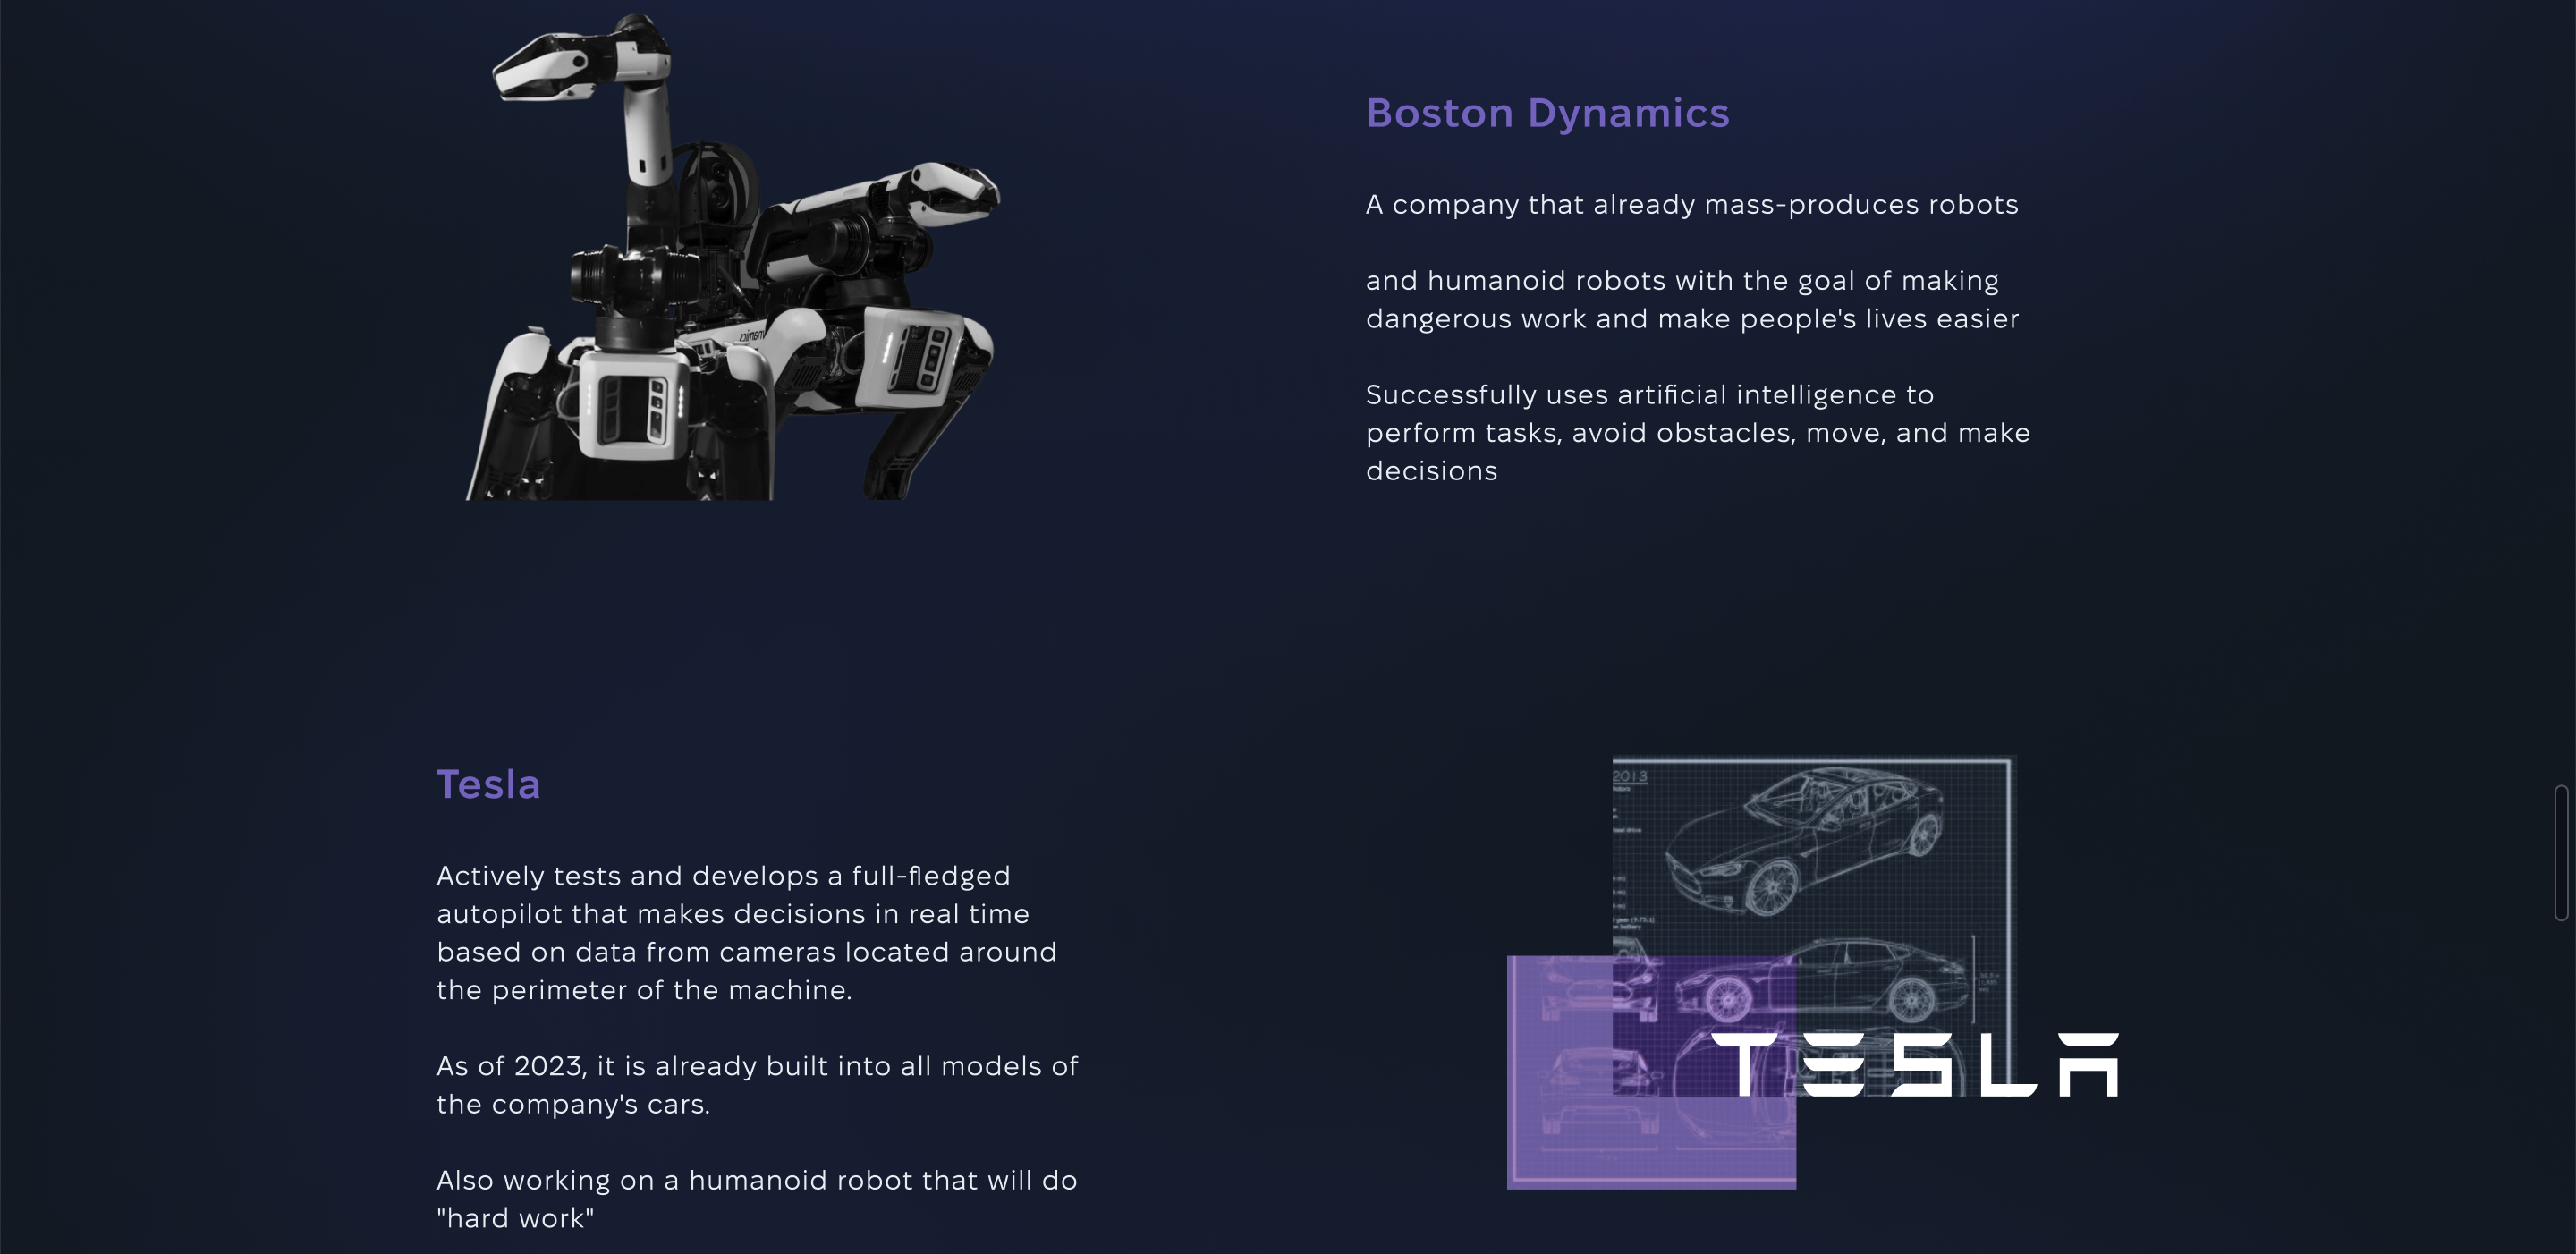 Boston Dynamics
A company that already mass-produces robots
and humanoid robots with the goal of making
dangerous work and make people's lives easier
Successfully uses artificial intelligence to
perform tasks, avoid obstacles, move, and make
decisions
Tesla
Actively tests and develops a full-fledged
autopilot that makes decisions in real time
based on data from cameras located around
the perimeter of the machine.
As of 2023, it is already built into all models of
the company's cars.
Also working on a humanoid robot that will do
"hard work"
2013
TESLA